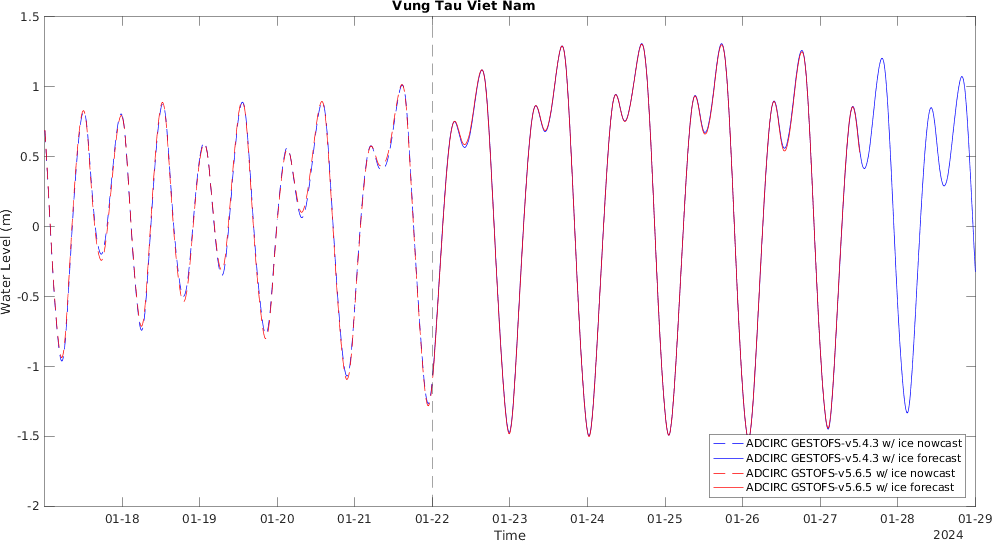 Vung Tau Viet Nam
Water Level (m)
1.5
1
0.5
0
-0.5
-1
-1.5
-2
ADCIRC GESTOFS-v5.4.3 w/ ice nowcast
ADCIRC GESTOFS-v5.4.3 w/ ice forecast
ADCIRC GSTOFS-v5.6.5 w/ ice nowcast
ADCIRC GSTOFS-v5.6.5 w/ ice forecast
01-18 01-19 01-20 01-21 01-22 01-23 01-24 01-25 01-26 01-27 01-28 01-29
Time
2024